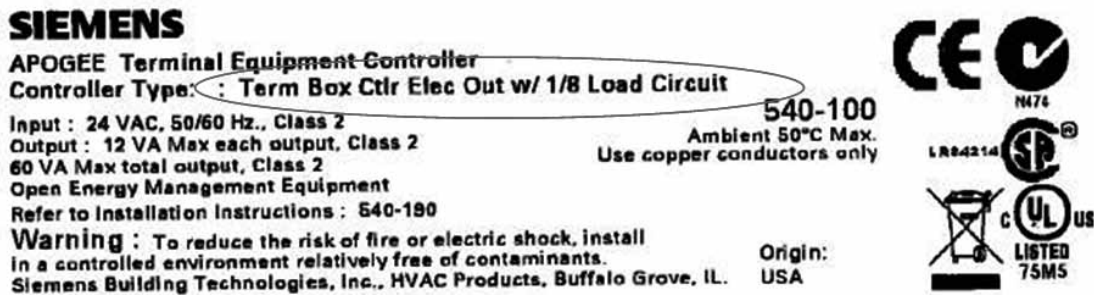 SIEMENS
APOGEE Terminal Equipment Controller
Controller Type: : Term Box Ctlr Elec Out w/ 1/8 Load Circuit
540-100
Input : 24 VAC, 50/60 Hz., Class 2
Output : 12 VA Max each output, Class 2
60 VA Max total output, Class 2
Open Energy Management Equipment
Refer to Installation Instructions : 540-190
Ambient 50°C Max.
Use copper conductors only
Warning : To reduce the risk of fire or electric shock, install
in a controlled environment relatively free of contaminants.
Siemens Building Technologies, Inc., HVAC Products, Buffalo Grove, IL.
Origin:
USA
CE
N474
LR84214
SP®
C UL US
LISTED
75M5